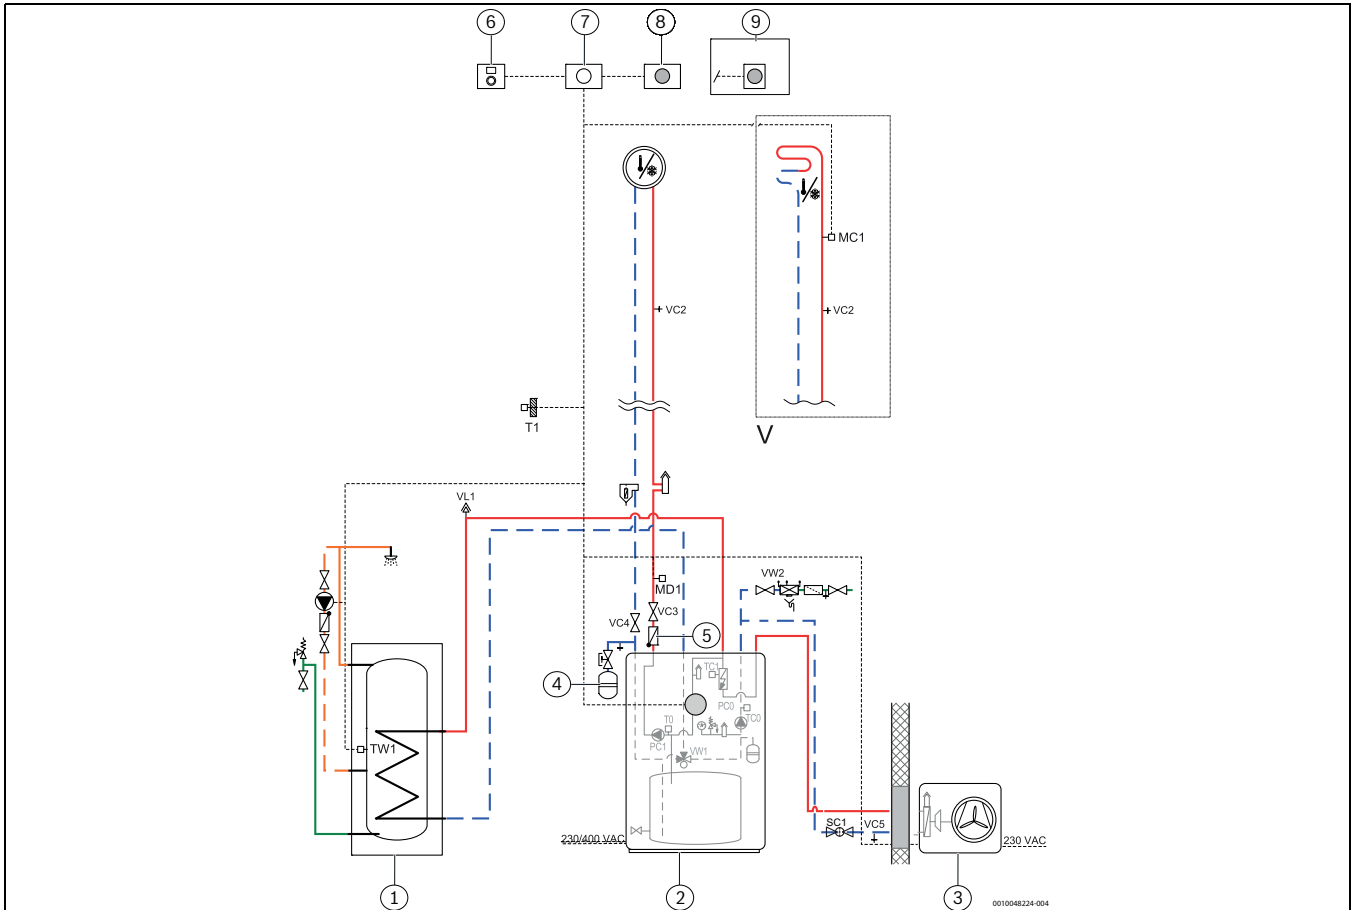 6
7
8
9
MC1
VC2
VC2
V
T1
VL1
MD1
VW2
VC4
VC3
5
4
TC1
PC0
TC0
T0
PC1
VW1
TW1
SC1
VC5
230/400 VAC
230 VAC
1
2
3
0010048224-004